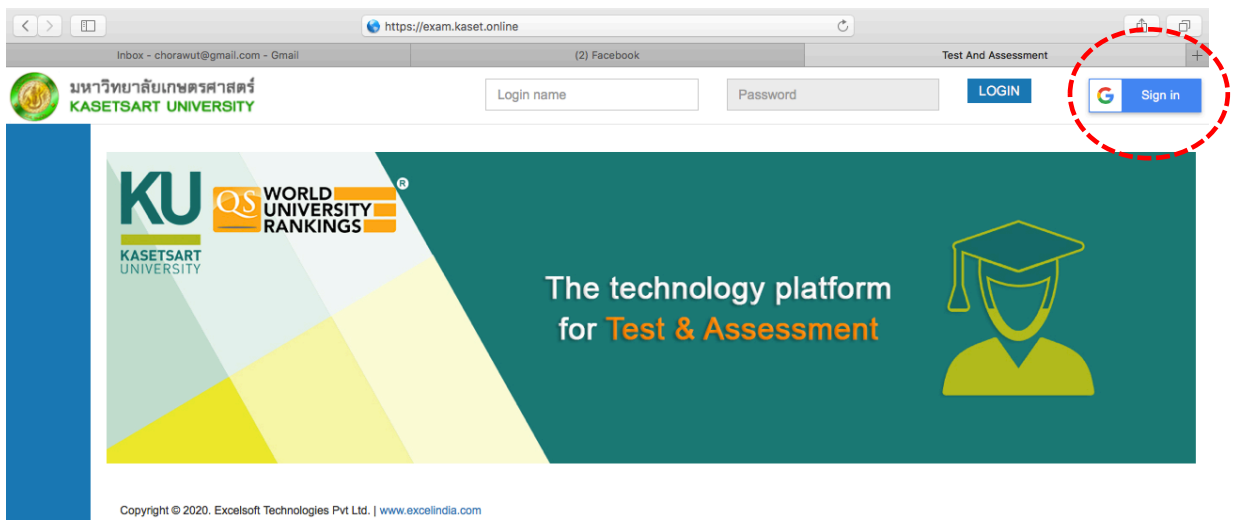 https://exam.kaset.online
Inbox - chorawut@gmail.com - Gmail
(2) Facebook
Test And Assessment
มหาวิทยาลัยเกษตรศาสตร์
KASETSART UNIVERSITY
Login name
Password
LOGIN
G Sign in
KU
KASETSART
UNIVERSITY
QS WORLD
UNIVERSITY
RANKINGS
®
The technology platform
for Test & Assessment
Copyright © 2020. Excelsoft Technologies Pvt Ltd. | www.excelindia.com